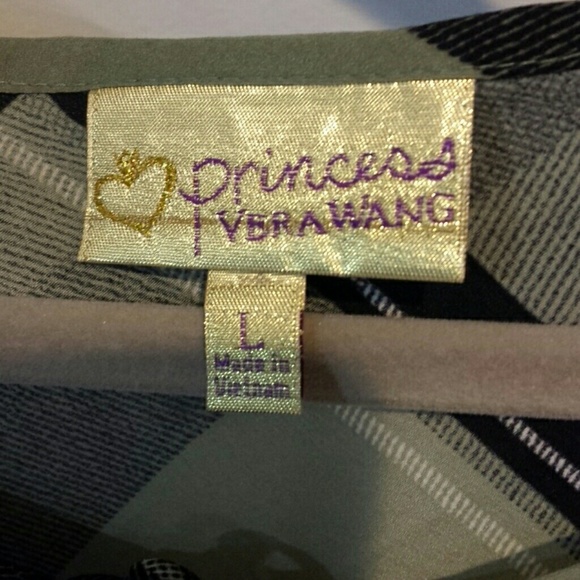 princess
VERA WANG
L
Made in
Vietnam